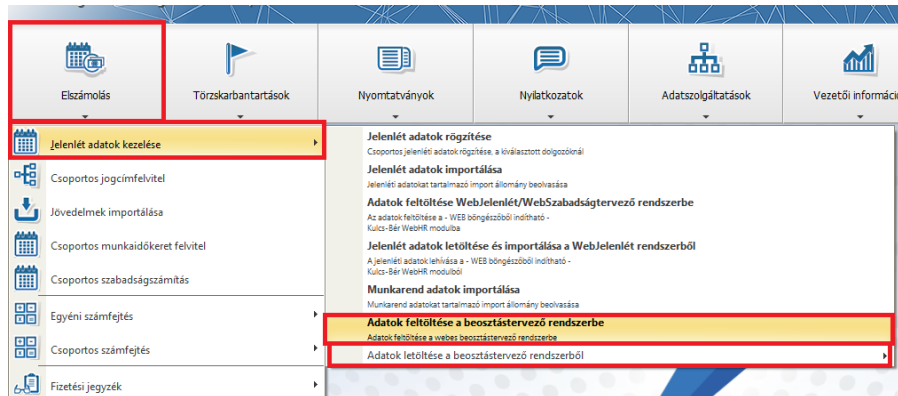 Elszámolás
Törzskarbantartások
Nyomtatványok
Nyilatkozatok
Adatszolgáltatások
Vezetői informác
Jelenlét adatok kezelése
Csoportos jogcímfelvitel
Jövedelmek importálása
Csoportos munkaidőkeret felvitel
Csoportos szabadságszámítás
Egyéni számfejtés
Csoportos számfejtés
Fizetési jegyzék
Jelenlét adatok rögzítése
Csoportos jelenléti adatok rögzítése, a kiválasztott dolgozóknál
Jelenlét adatok importálása
Jelenléti adatokat tartalmazó import állomány beolvasása
Adatok feltöltése WebJelenlét/WebSzabadságtervező rendszerbe
Az adatok feltöltése a - WEB böngészőből indítható -
Kulcs-Bér WebHR modulba
Jelenlét adatok letöltése és importálása a WebJelenlét rendszerből
A jelenléti adatok lehívása a - WEB böngészőből indítható -
Kulcs-Bér WebHR modulból
Munkarend adatok importálása
Munkarend adatokat tartalmazó import állomány beolvasása
Adatok feltöltése a beosztástervező rendszerbe
Adatok feltöltése a webes beosztástervező rendszerbe
Adatok letöltése a beosztástervező rendszerből